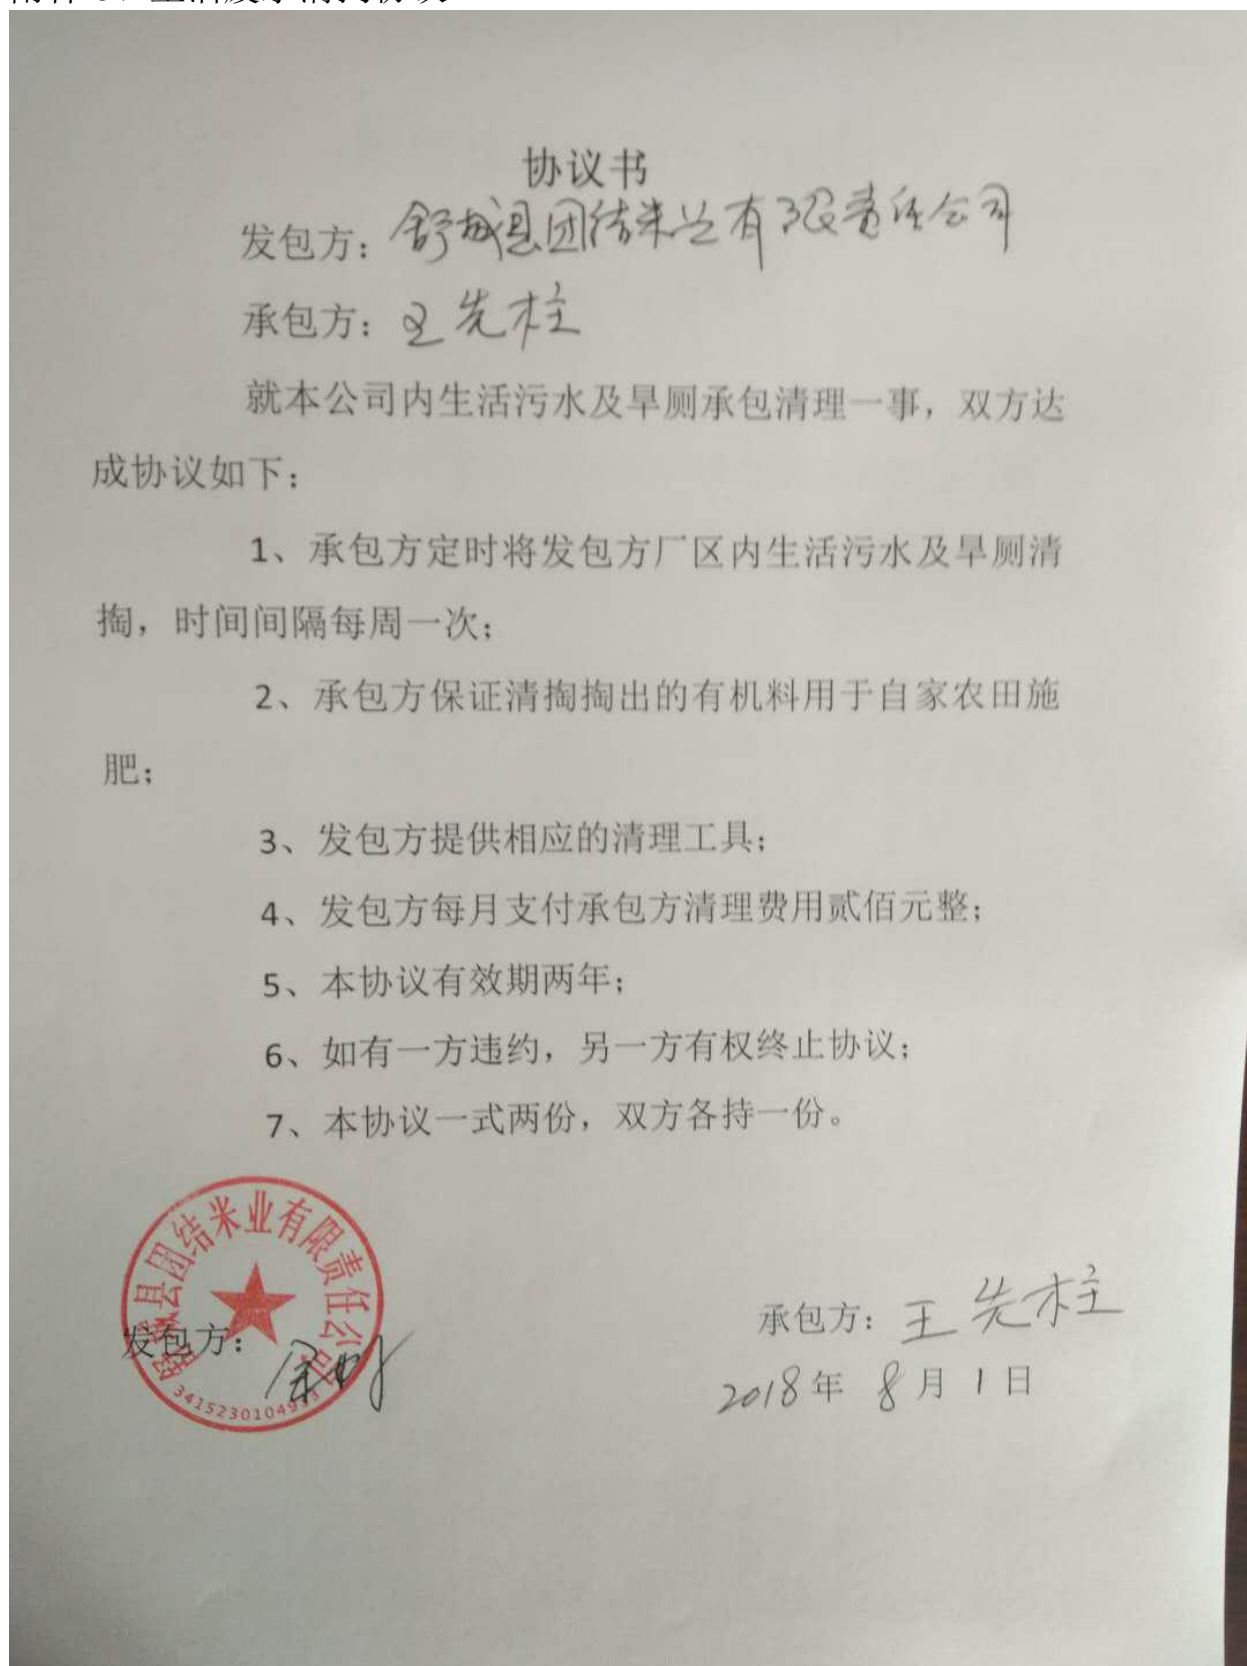 协议书
发包方：舒城县团结米业有限责任公司
承包方：王先柱
就本公司内生活污水及旱厕承包清理一事，双方达
成协议如下：
1、承包方定时将发包方厂区内生活污水及旱厕清
掏，时间间隔每周一次；
2、承包方保证清掏掏出的有机料用于自家农田施
肥；
3、发包方提供相应的清理工具；
4、发包方每月支付承包方清理费用贰佰元整；
5、本协议有效期两年；
6、如有一方违约，另一方有权终止协议；
7、本协议一式两份，双方各持一份。
舒城县团结米业有限责任公司
发包方：
承包方：王先柱
2018年 8月 1日